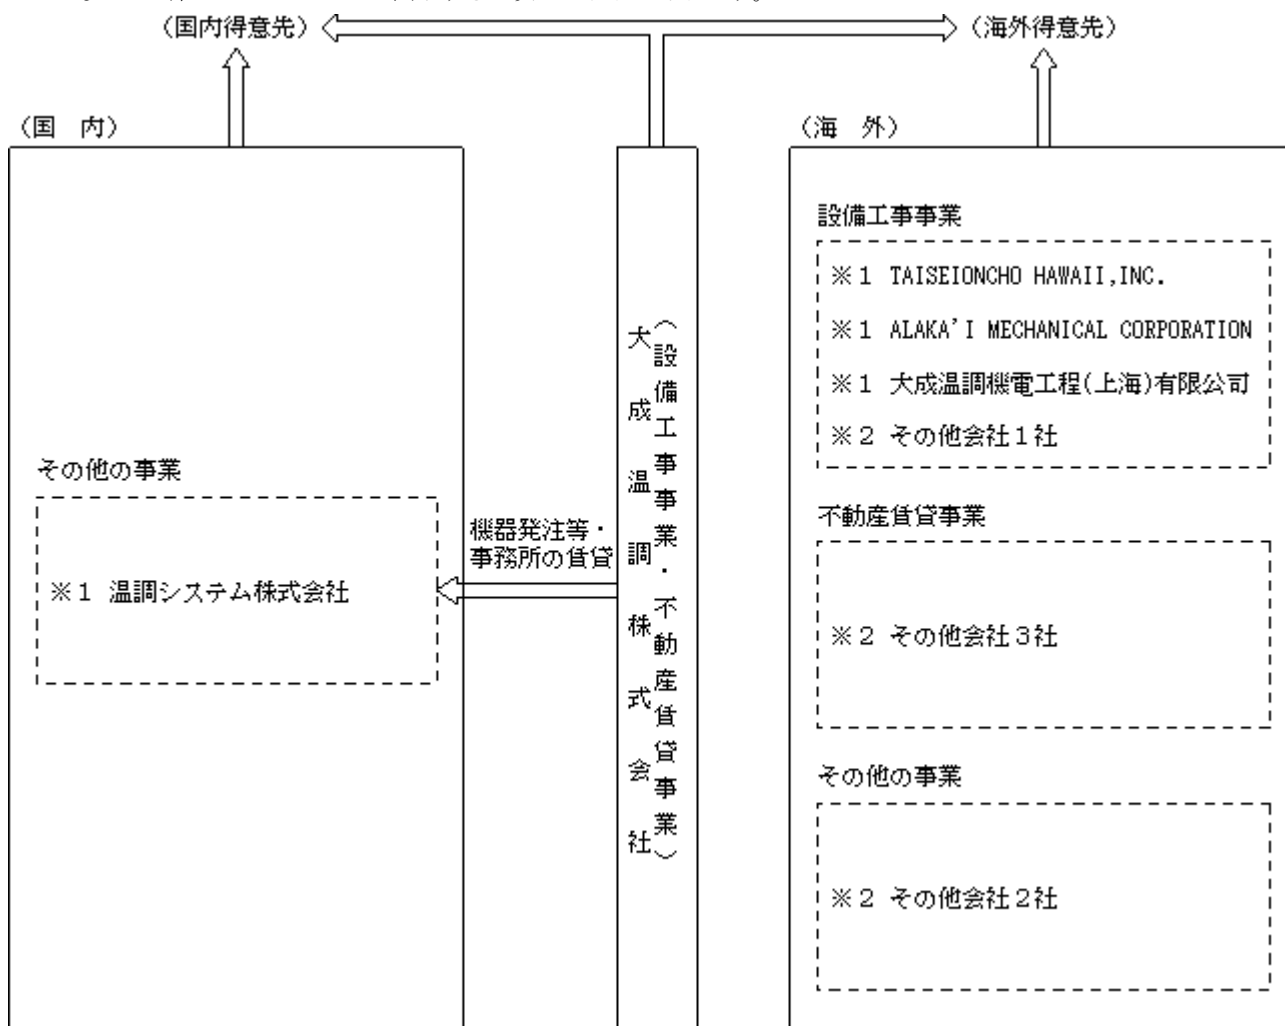 （国内得意先）
（海外得意先）
（国　内）
その他の事業
※１ 温調システム株式会社
機器発注等・
事務所の賃貸
（設備工事事業・不動産賃貸事業）
大成温調株式会社
（海　外）
設備工事事業
※１ TAISEIONCHO HAWAII,INC.
※１ ALAKA'I MECHANICAL CORPORATION
※１ 大成温調機電工程(上海)有限公司
※２ その他会社１社
不動産賃貸事業
※２ その他会社３社
その他の事業
※２ その他会社２社